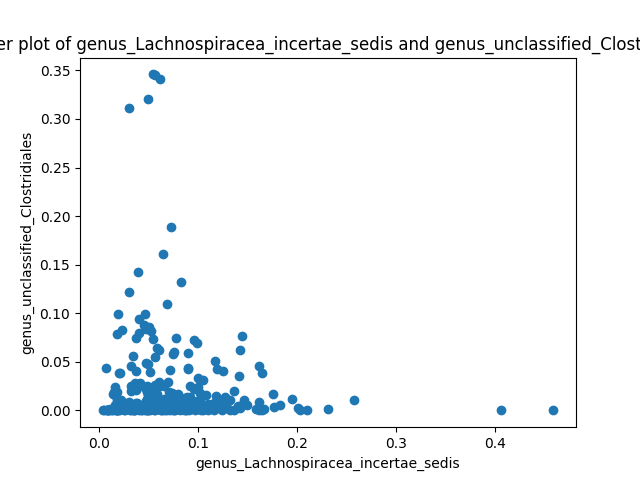 er plot of genus_Lachnospiracea_incertae_sedis and genus_unclassified_Clost
0.35
0.30
0.25
0.20
0.15
0.10
0.05
0.00
genus_unclassified_Clostridiales
0.0 0.1 0.2 0.3 0.4
genus_Lachnospiracea_incertae_sedis